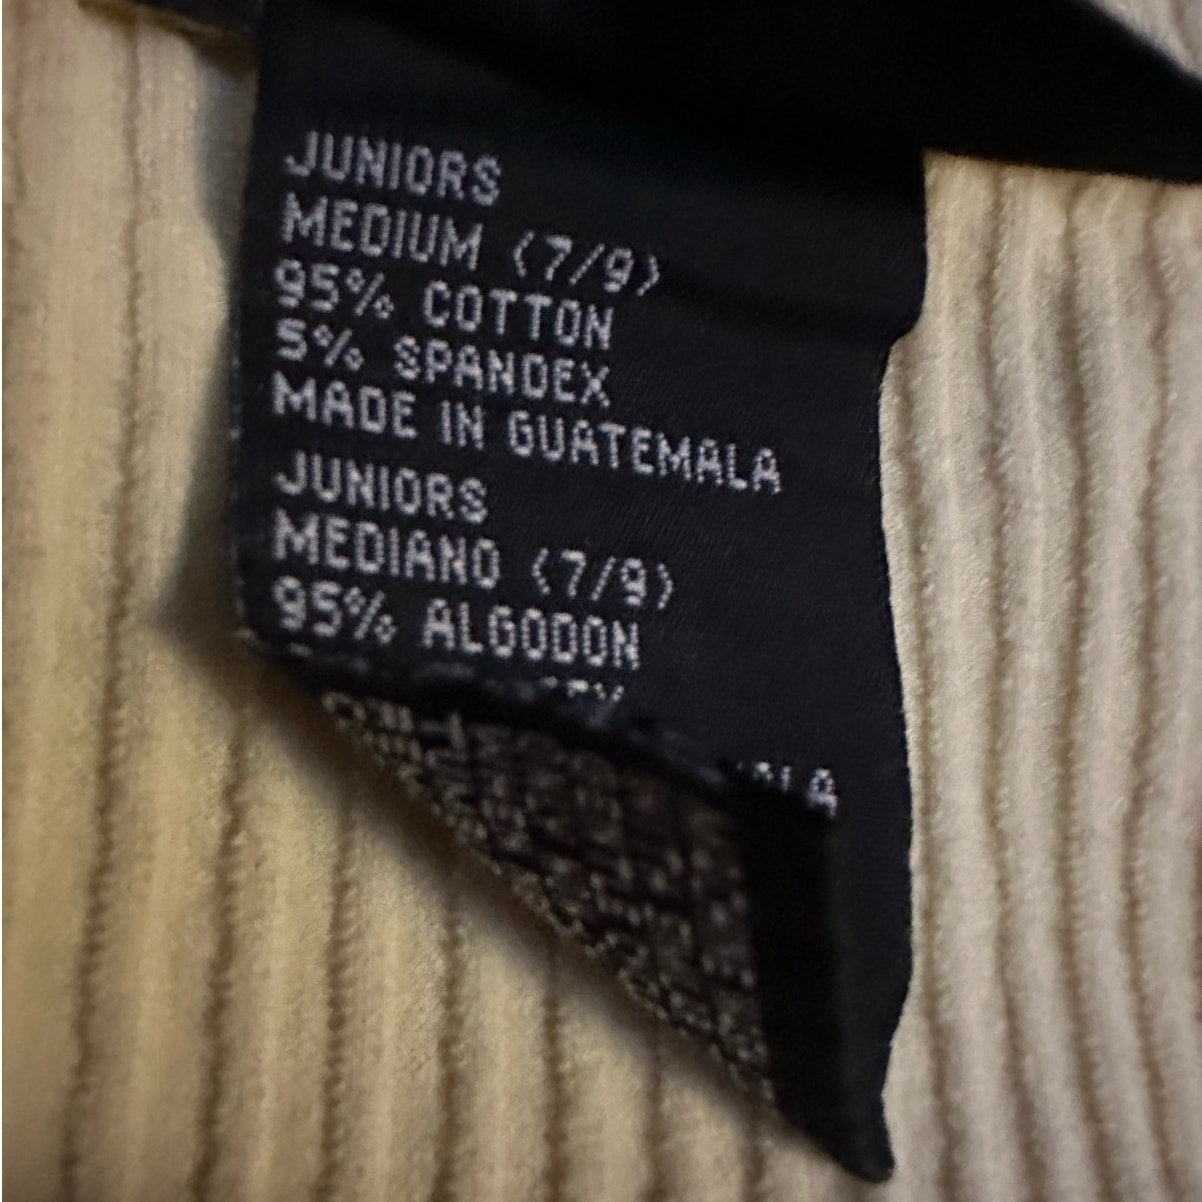 JUNIORS
MEDIUM (7/9)
95% COTTON
5% SPANDEX
MADE IN GUATEMALA
JUNIORS
MEDIANO (7/9)
95% ALGODON